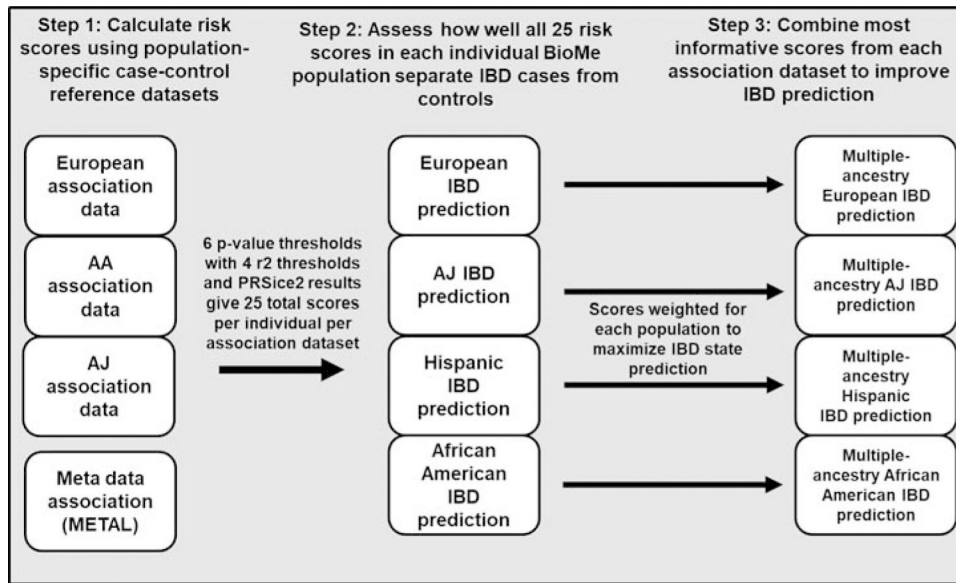 Step 1: Calculate risk
scores using population-
specific case-control
reference datasets
European
association
data
AA
association
data
AJ
association
data
Meta data
association
(METAL)
6 p-value thresholds
with 4 r2 thresholds
and PRSice2 results
give 25 total scores
per individual per
association dataset
Step 2: Assess how well all 25 risk
scores in each individual BioMe
population separate IBD cases from
controls
European
IBD
prediction
AJ IBD
prediction
Hispanic
IBD
prediction
African
American
IBD
prediction
Scores weighted for
each population to
maximize IBD state
prediction
Step 3: Combine most
informative scores from each
association dataset to improve
IBD prediction
Multiple-
ancestry
European IBD
prediction
Multiple-
ancestry AJ IBD
prediction
Multiple-
ancestry
Hispanic
IBD prediction
Multiple-
ancestry African
American IBD
prediction